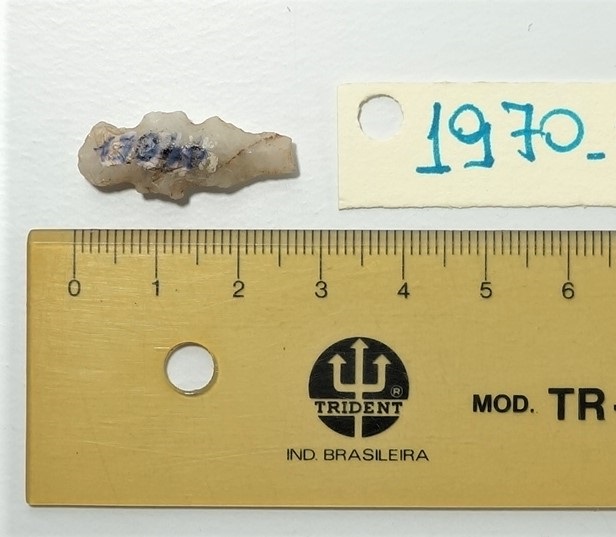 1970-
0 1 2 3 4 5 6
TRIDENT ®
MOD. TR-
IND. BRASILEIRA